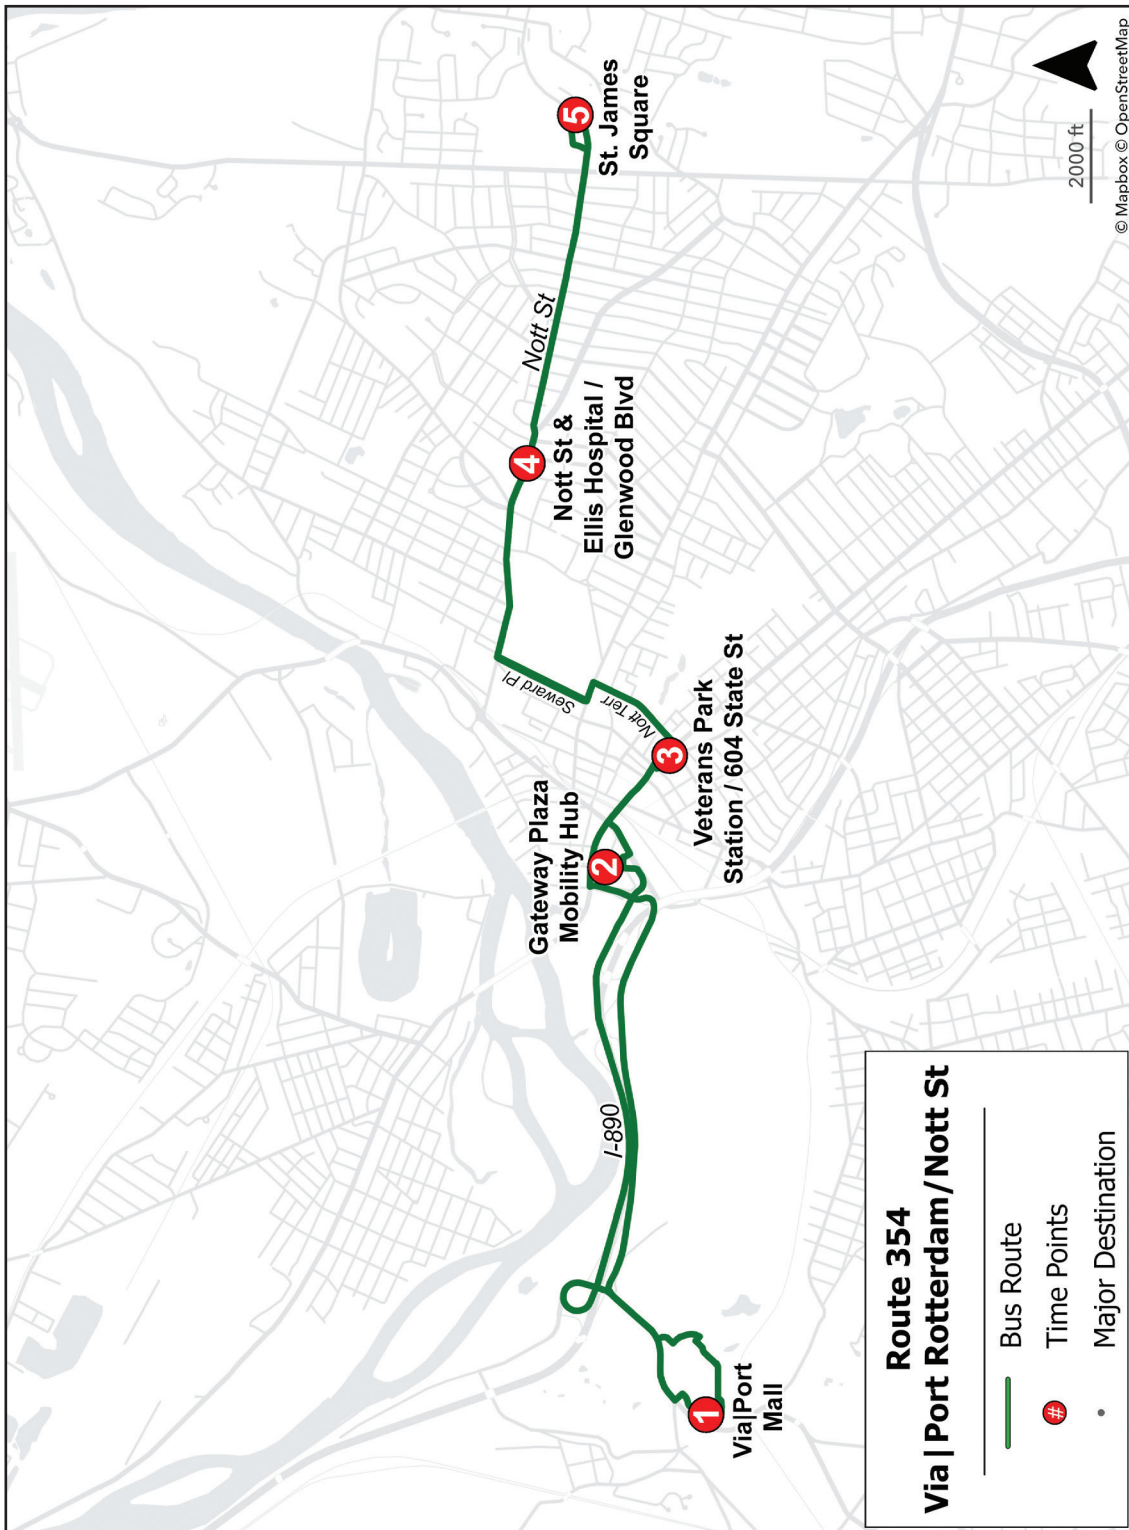 1
Via|Port
Mall
I-890
Gateway Plaza
Mobility Hub
2
3
Veterans Park
Station / 604 State St
Nott Terr
Seward Pl
4
Nott St &
Ellis Hospital /
Glenwood Blvd
Nott St
5
St. James
Square
Route 354
Via | Port Rotterdam/Nott St
Bus Route
# Time Points
Major Destination
2000 ft
© Mapbox © OpenStreetMap